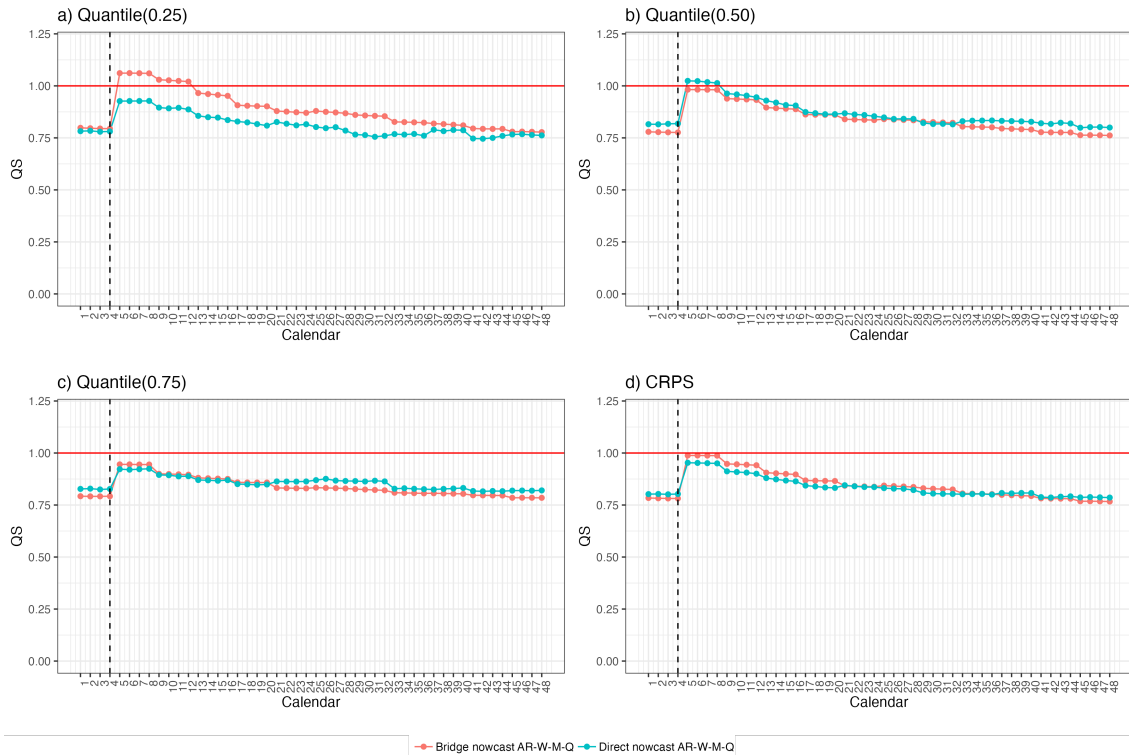 a) Quantile(0.25)
b) Quantile(0.50)
1.25
1.00
0.75
0.50
0.25
0.00
QS
1 2 3 4 5 6 7 8 9 10 11 12 13 14 15 16 17 18 19 20 21 22 23 24 25 26 27 28 29 30 31 32 33 34 35 36 37 38 39 40 41 42 43 44 45 46 47 48
Calendar
1.25
1.00
0.75
0.50
0.25
0.00
QS
1 2 3 4 5 6 7 8 9 10 11 12 13 14 15 16 17 18 19 20 21 22 23 24 25 26 27 28 29 30 31 32 33 34 35 36 37 38 39 40 41 42 43 44 45 46 47 48
Calendar
c) Quantile(0.75)
d) CRPS
1.25
1.00
0.75
0.50
0.25
0.00
QS
1 2 3 4 5 6 7 8 9 10 11 12 13 14 15 16 17 18 19 20 21 22 23 24 25 26 27 28 29 30 31 32 33 34 35 36 37 38 39 40 41 42 43 44 45 46 47 48
Calendar
1.25
1.00
0.75
0.50
0.25
0.00
QS
1 2 3 4 5 6 7 8 9 10 11 12 13 14 15 16 17 18 19 20 21 22 23 24 25 26 27 28 29 30 31 32 33 34 35 36 37 38 39 40 41 42 43 44 45 46 47 48
Calendar
Bridge nowcast AR-W-M-Q Direct nowcast AR-W-M-Q